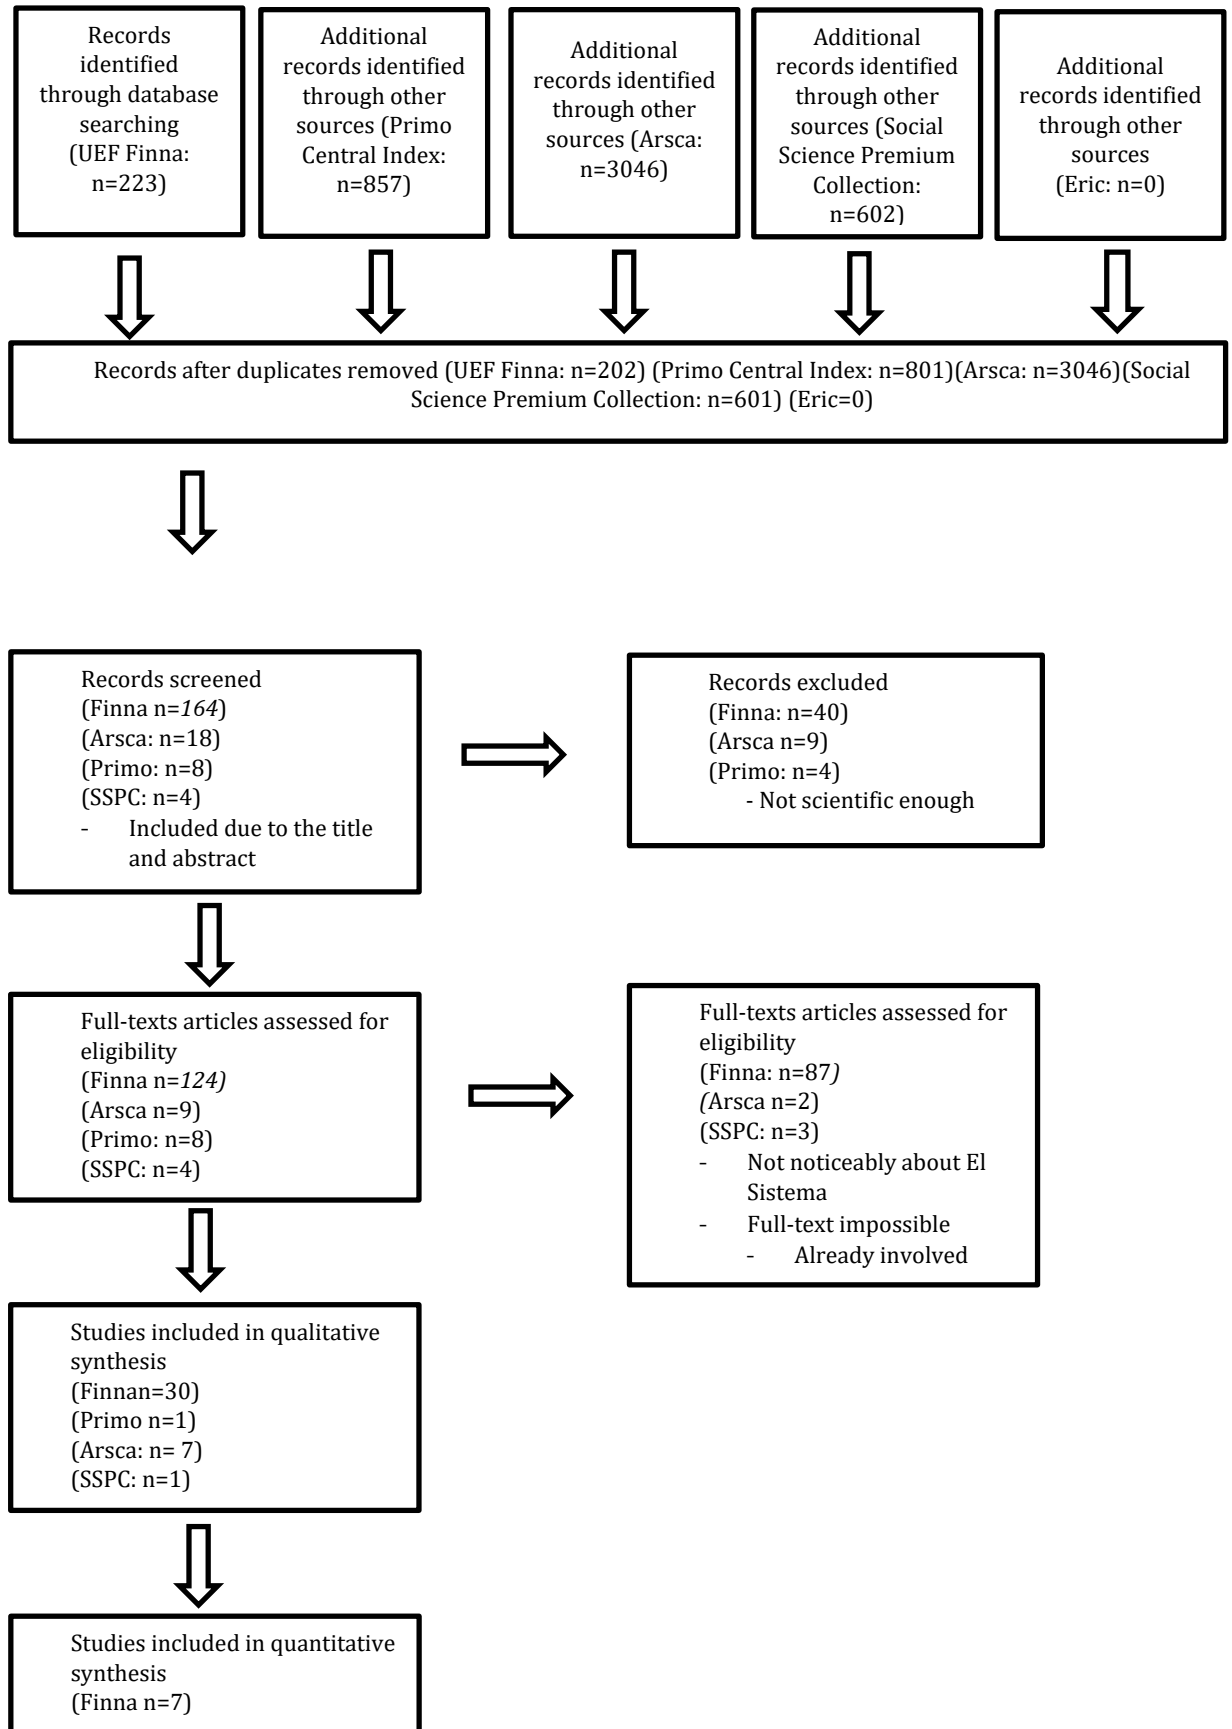 Records
identified
through database
searching
(UEF Finna:
n=223)
Additional
records identified
through other
sources (Primo
Central Index:
n=857)
Additional
records identified
through other
sources (Arsca:
n=3046)
Additional
records identified
through other
sources (Social
Science Premium
Collection:
n=602)
Additional
records identified
through other
sources
(Eric: n=0)
Records after duplicates removed (UEF Finna: n=202) (Primo Central Index: n=801)(Arsca: n=3046)(Social
Science Premium Collection: n=601) (Eric=0)
Records screened
(Finna n=164)
(Arsca: n=18)
(Primo: n=8)
(SSPC: n=4)
- Included due to the title
and abstract
Records excluded
(Finna: n=40)
(Arsca n=9)
(Primo: n=4)
- Not scientific enough
Full-texts articles assessed for
eligibility
(Finna n=124)
(Arsca n=9)
(Primo: n=8)
(SSPC: n=4)
Full-texts articles assessed for
eligibility
(Finna: n=87)
(Arsca n=2)
(SSPC: n=3)
- Not noticeably about El
Sistema
- Full-text impossible
- Already involved
Studies included in qualitative
synthesis
(Finnan=30)
(Primo n=1)
(Arsca: n= 7)
(SSPC: n=1)
Studies included in quantitative
synthesis
(Finna n=7)